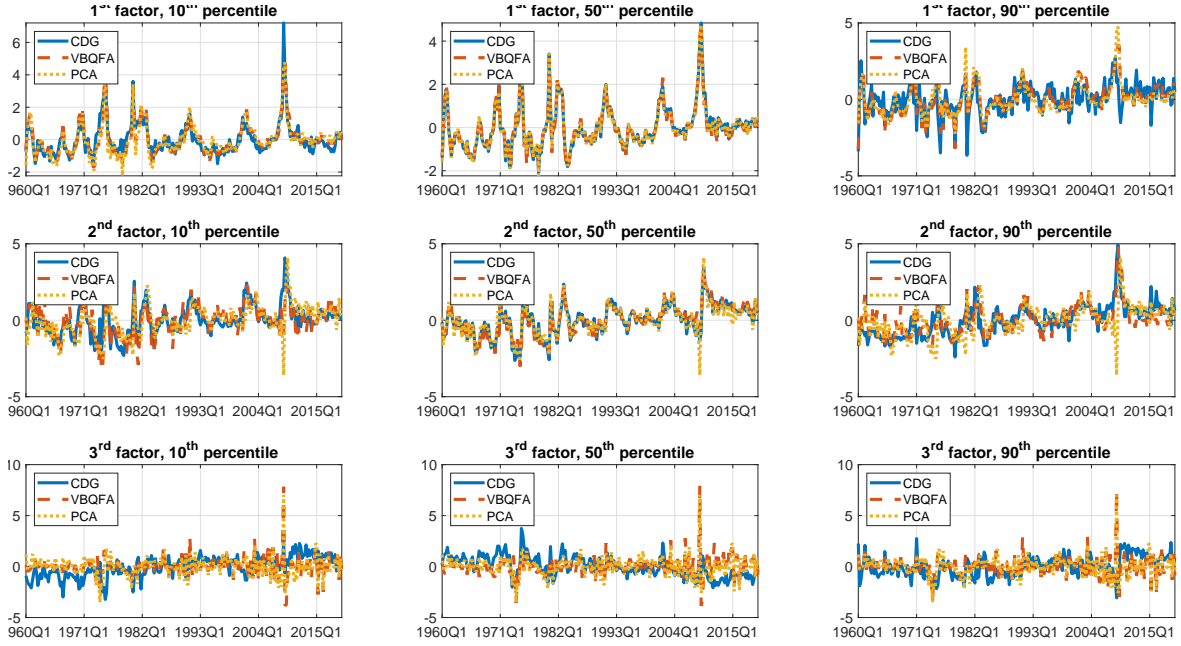 1st factor, 10th percentile
6
4
2
0
-2
CDG
VBQFA
PCA
960Q1 1971Q1 1982Q1 1993Q1 2004Q1 2015Q1
1st factor, 50th percentile
4
2
0
-2
CDG
VBQFA
PCA
1960Q1 1971Q1 1982Q1 1993Q1 2004Q1 2015Q1
1st factor, 90th percentile
5
0
-5
CDG
VBQFA
PCA
1960Q1 1971Q1 1982Q1 1993Q1 2004Q1 2015Q1
2nd factor, 10th percentile
5
0
-5
CDG
VBQFA
PCA
960Q1 1971Q1 1982Q1 1993Q1 2004Q1 2015Q1
2nd factor, 50th percentile
5
0
-5
CDG
VBQFA
PCA
1960Q1 1971Q1 1982Q1 1993Q1 2004Q1 2015Q1
2nd factor, 90th percentile
5
0
-5
CDG
VBQFA
PCA
1960Q1 1971Q1 1982Q1 1993Q1 2004Q1 2015Q1
3rd factor, 10th percentile
10
5
0
-5
CDG
VBQFA
PCA
960Q1 1971Q1 1982Q1 1993Q1 2004Q1 2015Q1
3rd factor, 50th percentile
10
5
0
-5
CDG
VBQFA
PCA
1960Q1 1971Q1 1982Q1 1993Q1 2004Q1 2015Q1
3rd factor, 90th percentile
10
5
0
-5
CDG
VBQFA
PCA
1960Q1 1971Q1 1982Q1 1993Q1 2004Q1 2015Q1